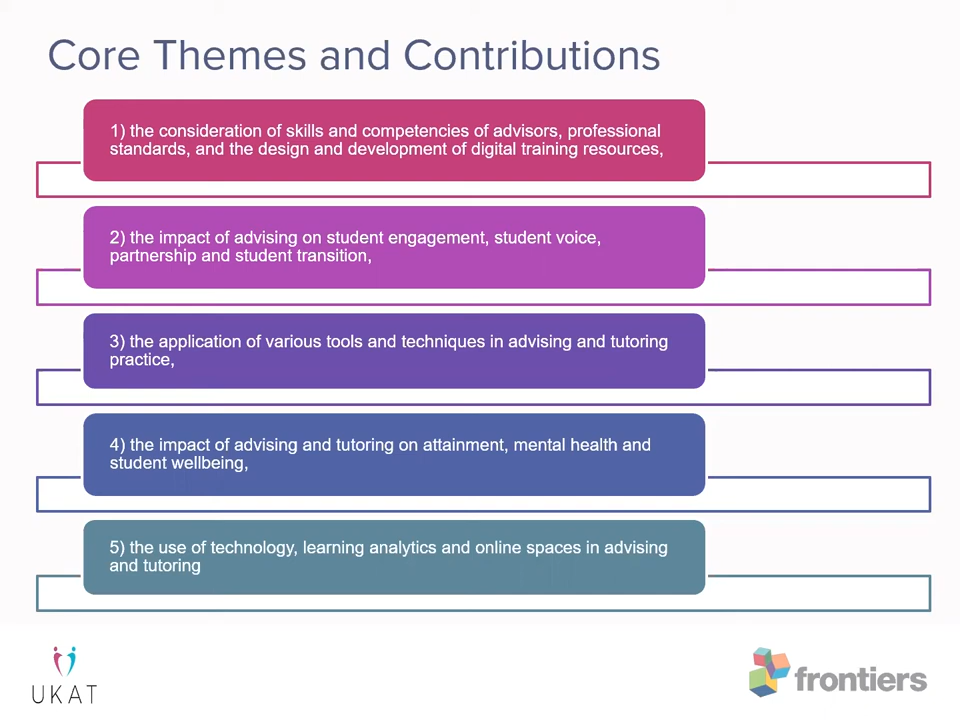 Core Themes and Contributions
1) the consideration of skills and competencies of advisors, professional
standards, and the design and development of digital training resources,
2) the impact of advising on student engagement, student voice,
partnership and student transition,
3) the application of various tools and techniques in advising and tutoring
practice,
4) the impact of advising and tutoring on attainment, mental health and
student wellbeing,
5) the use of technology, learning analytics and online spaces in advising
and tutoring
UKAT
frontiers